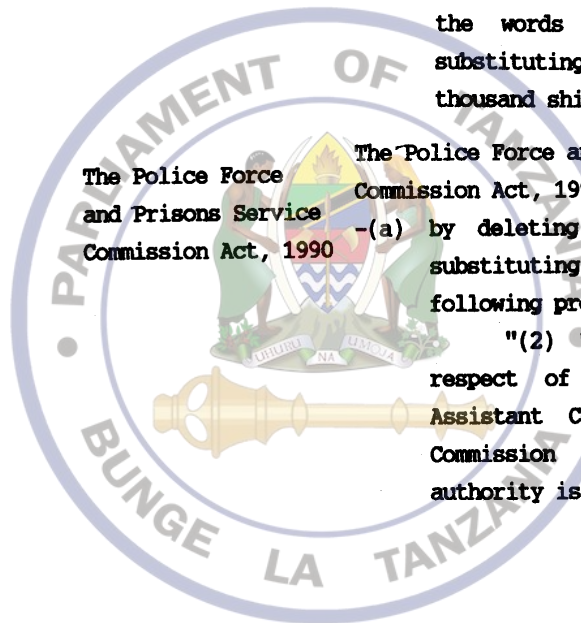 the words
substituting
thousand shi
The Police Force
and Prisons Service
Commission Act, 1990
The Police Force a
Commission Act, 19
-(a) by deleting
substituting
following pr
"(2)
respect of
Assistant C
Commission
authority is
PARLIAMENT OF TANZANIA
UHURU NA UMOJA
BUNGE LA TANZANIA